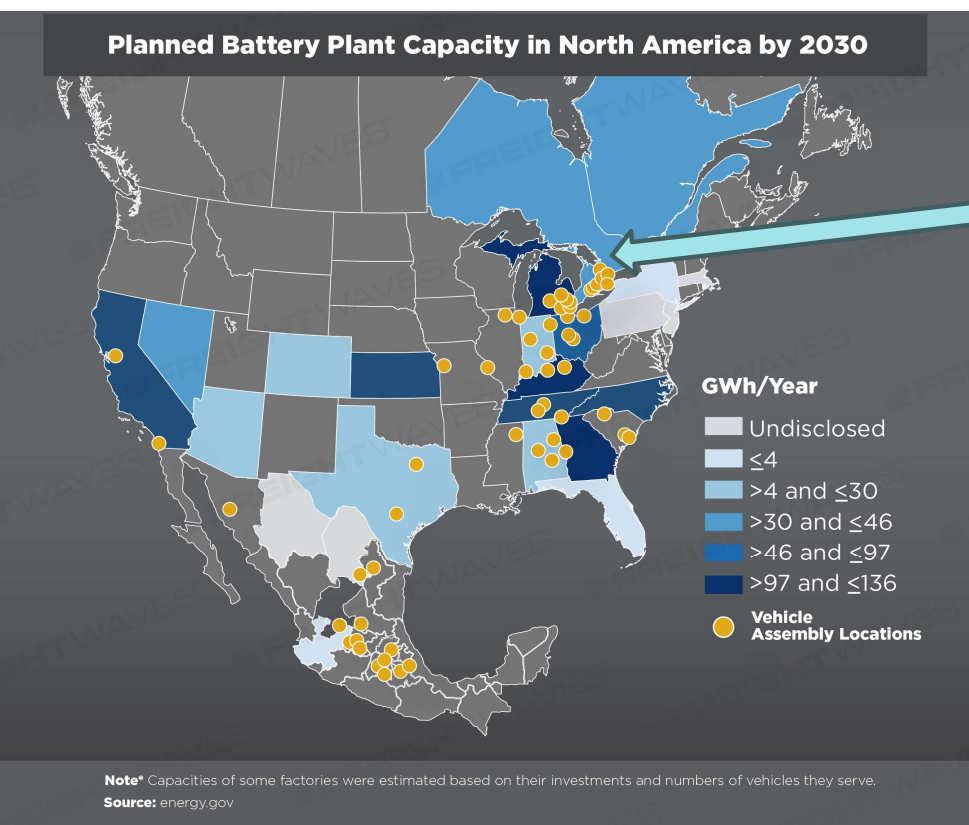 Planned Battery Plant Capacity in North America by 2030
GWh/Year
Undisclosed
≤4
>4 and ≤30
>30 and ≤46
>46 and ≤97
>97 and ≤136
Vehicle
Assembly Locations
Note* Capacities of some factories were estimated based on their investments and numbers of vehicles they serve.
Source: energy.gov
FREIGHTWAVES